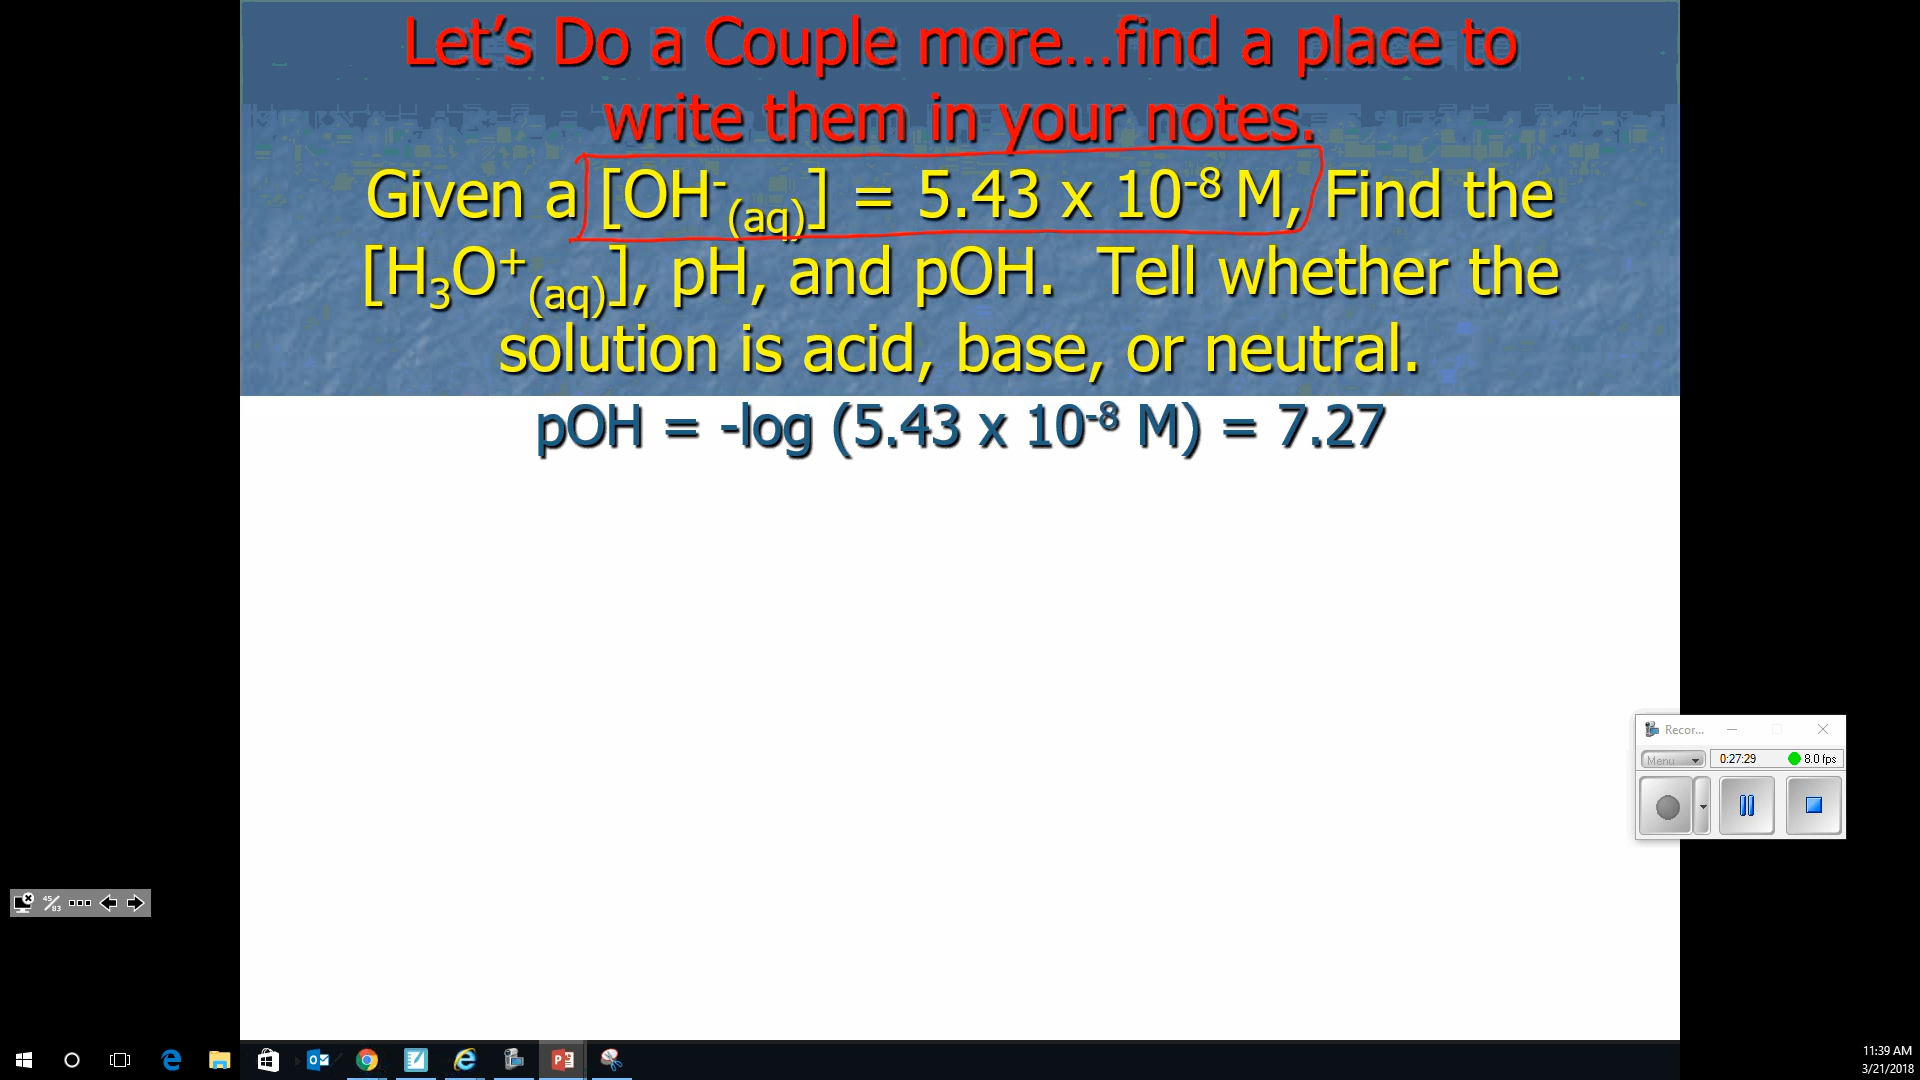 Let's Do a Couple more...find a place to
write them in your notes.
Given a [OH⁻(aq)] = 5.43 x 10⁻⁸ M, Find the
[H₃O⁺(aq)], pH, and pOH. Tell whether the
solution is acid, base, or neutral.
pOH = -log (5.43 x 10⁻⁸ M) = 7.27
Recor...
Menu
0:27:29
8.0 fps
45/83
11:39 AM
3/21/2018